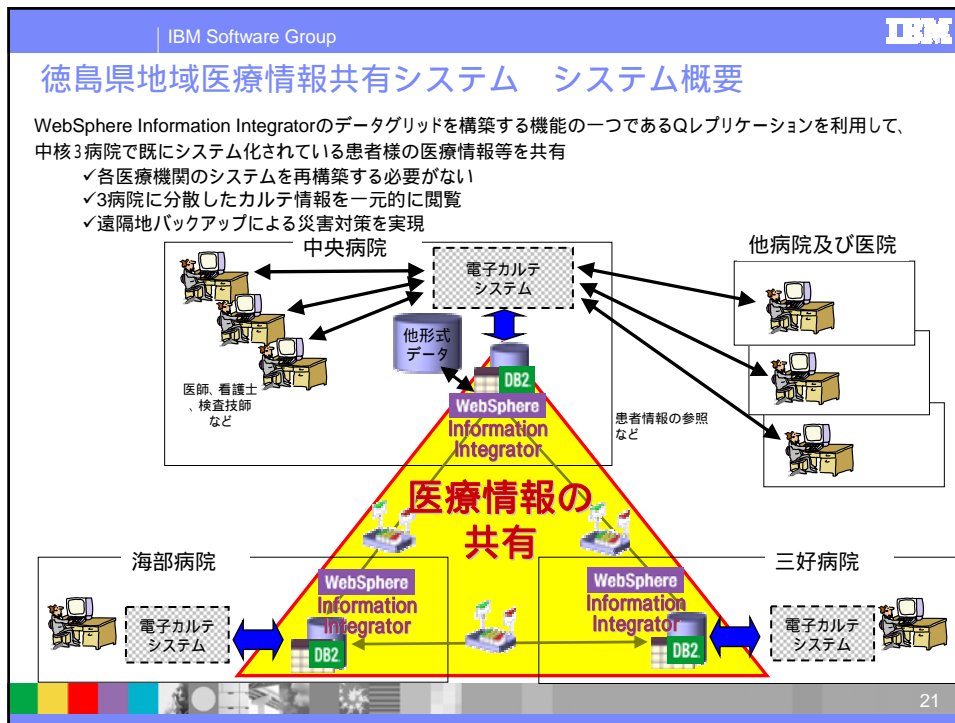 IBM Software Group
IBM
徳島県地域医療情報共有システム　システム概要
WebSphere Information Integratorのデータグリッドを構築する機能の一つであるQレプリケーションを利用して、
中核3病院で既にシステム化されている患者様の医療情報等を共有
✓各医療機関のシステムを再構築する必要がない
✓3病院に分散したカルテ情報を一元的に閲覧
✓遠隔地バックアップによる災害対策を実現
中央病院
他病院及び医院
電子カルテ
システム
他形式
データ
医師、看護士
、検査技師
など
DB2
WebSphere
Information
Integrator
患者情報の参照
など
医療情報の
共有
海部病院
電子カルテ
システム
WebSphere
Information
Integrator
DB2
三好病院
WebSphere
Information
Integrator
DB2
電子カルテ
システム
21